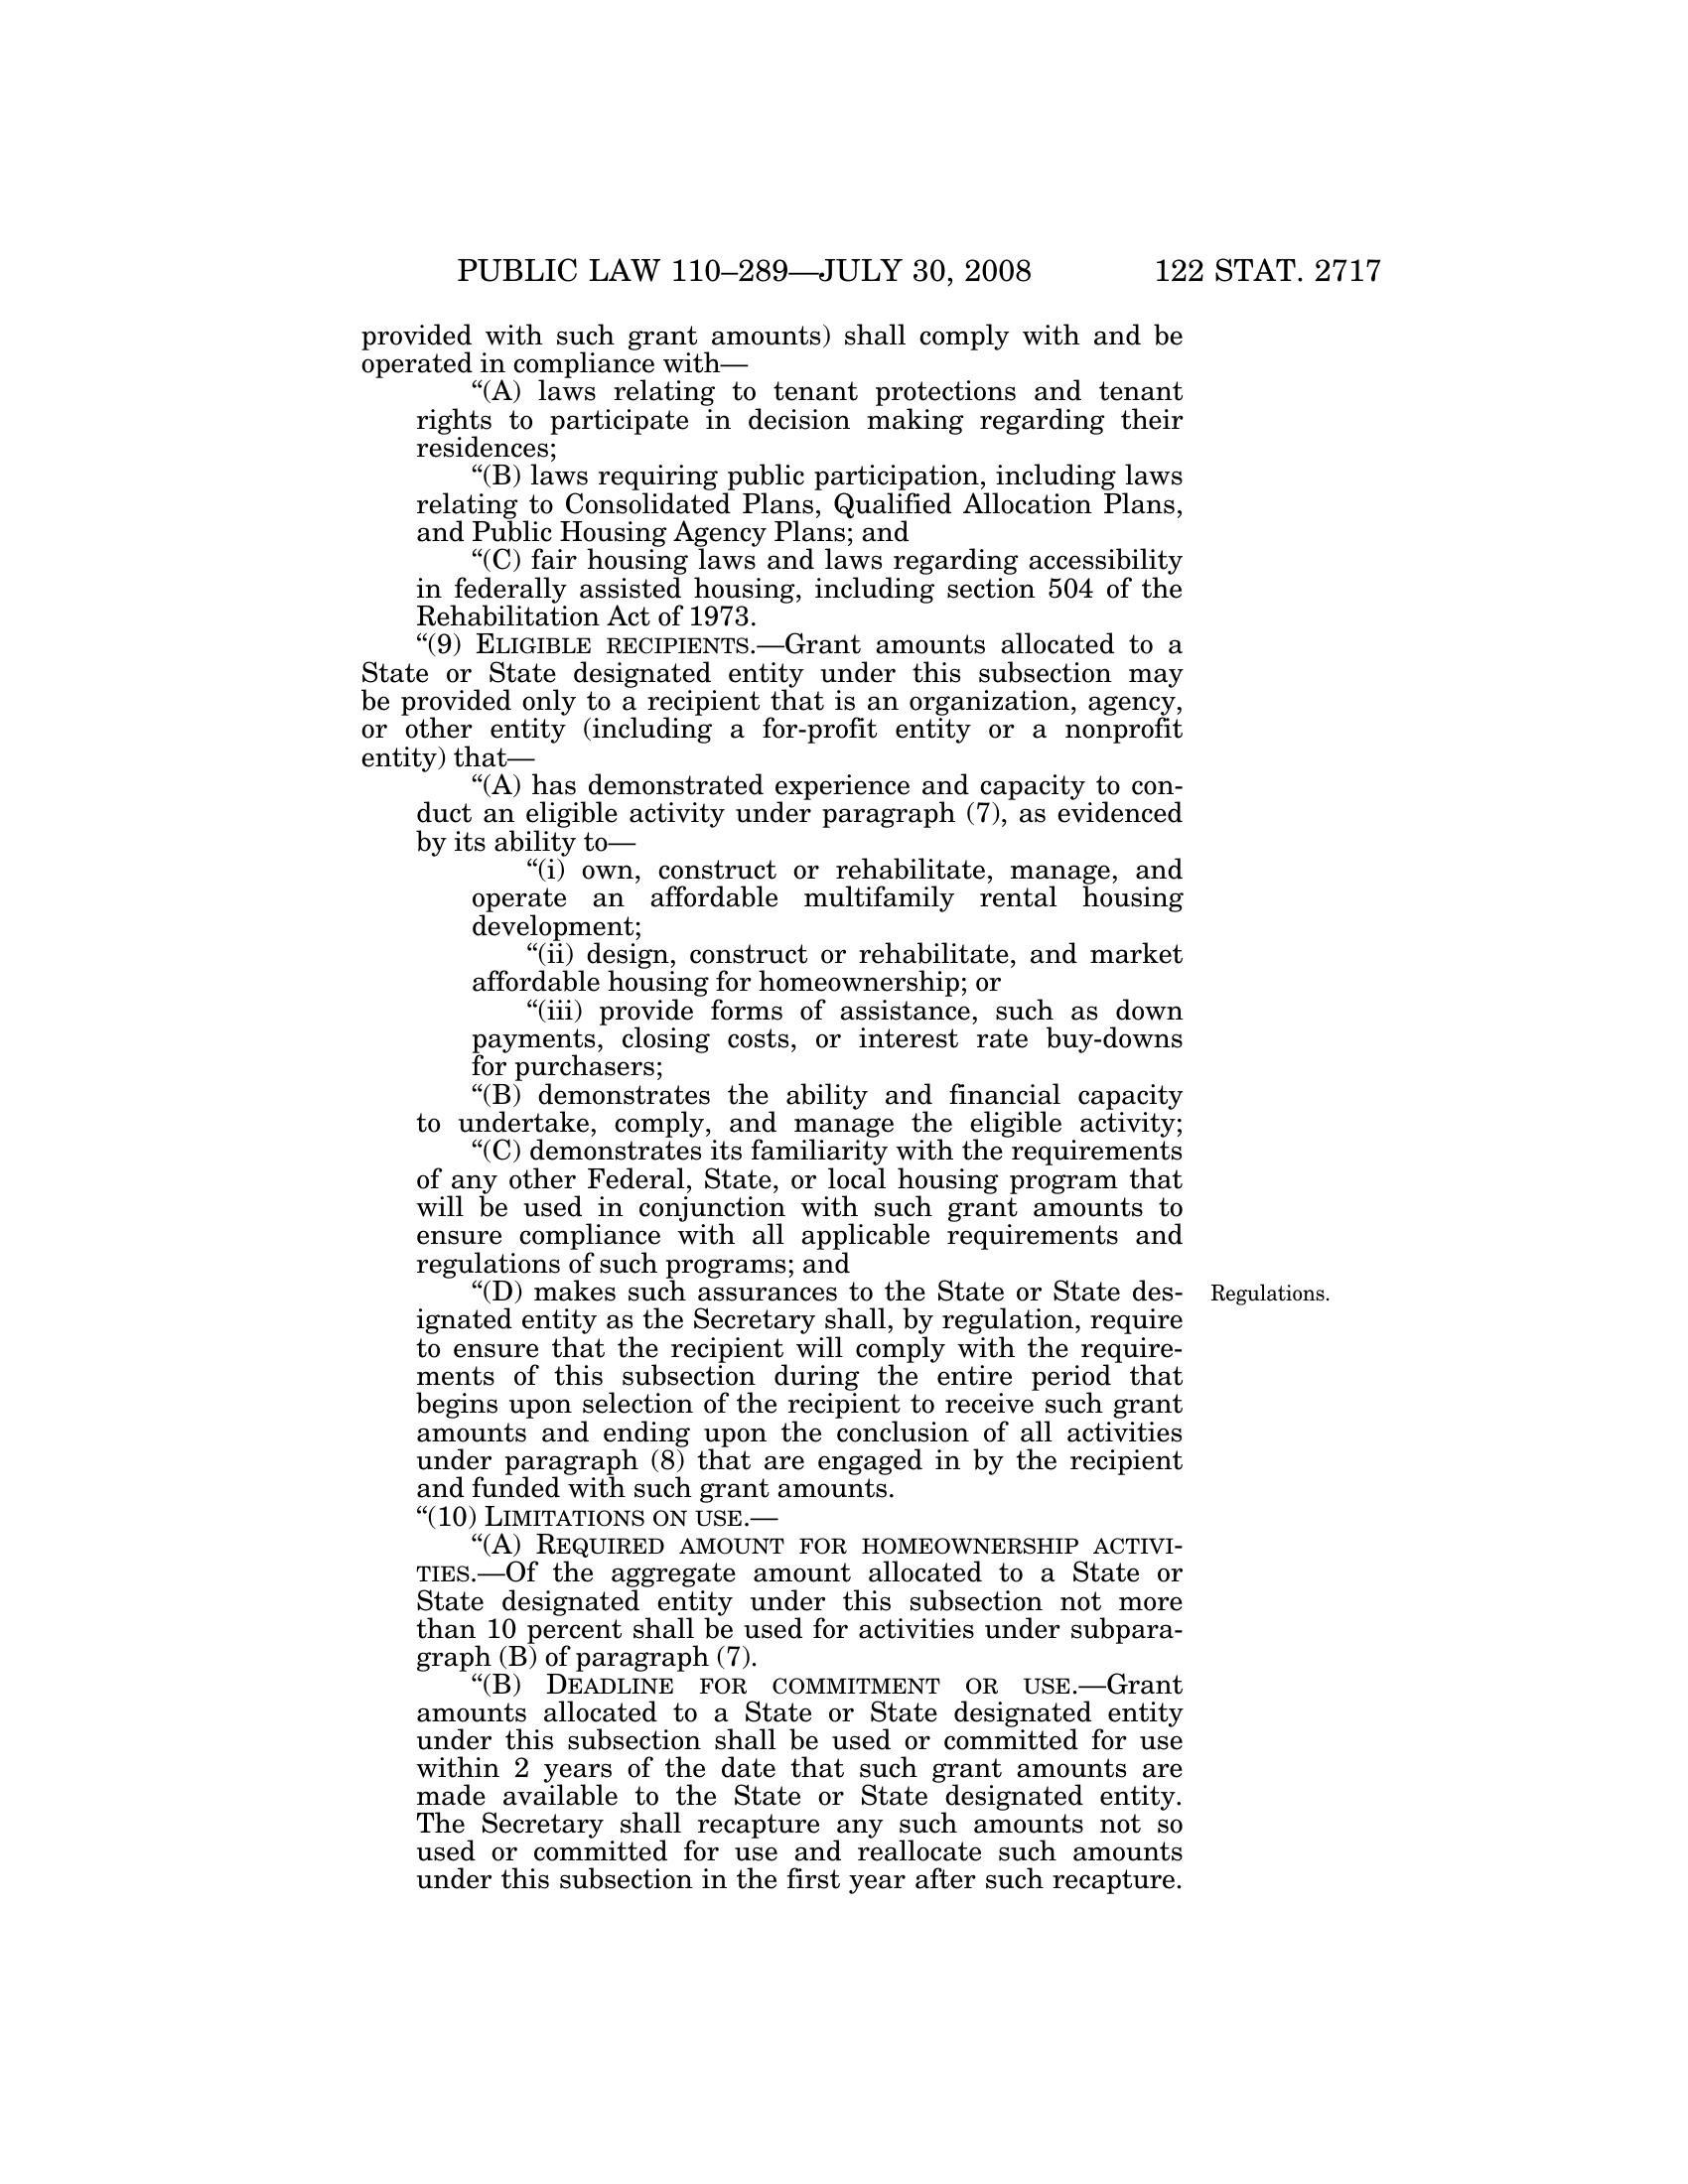 PUBLIC LAW 110–289—JULY 30, 2008 122 STAT. 2717
provided with such grant amounts) shall comply with and be
operated in compliance with—
“(A) laws relating to tenant protections and tenant
rights to participate in decision making regarding their
residences;
“(B) laws requiring public participation, including laws
relating to Consolidated Plans, Qualified Allocation Plans,
and Public Housing Agency Plans; and
“(C) fair housing laws and laws regarding accessibility
in federally assisted housing, including section 504 of the
Rehabilitation Act of 1973.
“(9) ELIGIBLE RECIPIENTS.—Grant amounts allocated to a
State or State designated entity under this subsection may
be provided only to a recipient that is an organization, agency,
or other entity (including a for-profit entity or a nonprofit
entity) that—
“(A) has demonstrated experience and capacity to con-
duct an eligible activity under paragraph (7), as evidenced
by its ability to—
“(i) own, construct or rehabilitate, manage, and
operate an affordable multifamily rental housing
development;
“(ii) design, construct or rehabilitate, and market
affordable housing for homeownership; or
“(iii) provide forms of assistance, such as down
payments, closing costs, or interest rate buy-downs
for purchasers;
“(B) demonstrates the ability and financial capacity
to undertake, comply, and manage the eligible activity;
“(C) demonstrates its familiarity with the requirements
of any other Federal, State, or local housing program that
will be used in conjunction with such grant amounts to
ensure compliance with all applicable requirements and
regulations of such programs; and
“(D) makes such assurances to the State or State des-
ignated entity as the Secretary shall, by regulation, require
to ensure that the recipient will comply with the require-
ments of this subsection during the entire period that
begins upon selection of the recipient to receive such grant
amounts and ending upon the conclusion of all activities
under paragraph (8) that are engaged in by the recipient
and funded with such grant amounts.
“(10) LIMITATIONS ON USE.—
“(A) REQUIRED AMOUNT FOR HOMEOWNERSHIP ACTIVI-
TIES.—Of the aggregate amount allocated to a State or
State designated entity under this subsection not more
than 10 percent shall be used for activities under subpara-
graph (B) of paragraph (7).
“(B) DEADLINE FOR COMMITMENT OR USE.—Grant
amounts allocated to a State or State designated entity
under this subsection shall be used or committed for use
within 2 years of the date that such grant amounts are
made available to the State or State designated entity.
The Secretary shall recapture any such amounts not so
used or committed for use and reallocate such amounts
under this subsection in the first year after such recapture.
Regulations.